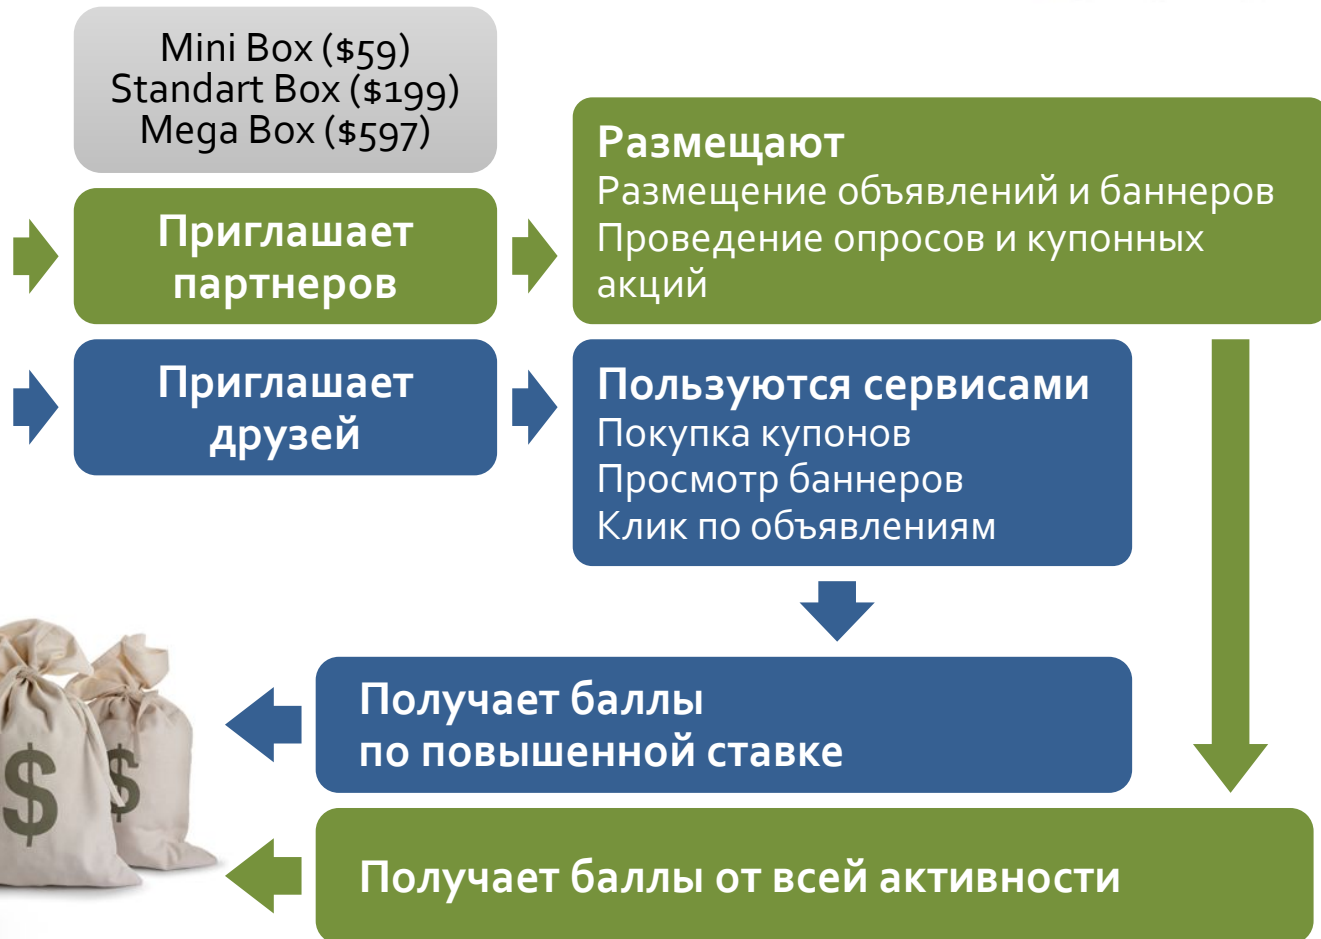 Mini Box ($59)
Standart Box ($199)
Mega Box ($597)
Приглашает
партнеров
Размещают
Размещение объявлений и баннеров
Проведение опросов и купонных
акций
Приглашает
друзей
Пользуются сервисами
Покупка купонов
Просмотр баннеров
Клик по объявлениям
Получает баллы
по повышенной ставке
$
$
Получает баллы от всей активности